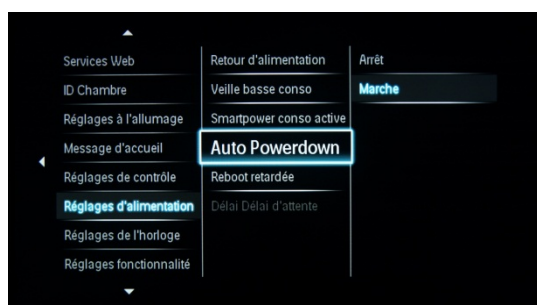 Services Web
ID Chambre
Réglages à l'allumage
Message d'accueil
Réglages de contrôle
Réglages d'alimentation
Réglages de l'horloge
Réglages fonctionnalité
Retour d'alimentation
Veille basse conso
Smartpower conso active
Auto Powerdown
Reboot retardée
Délai Délai d'attente
Arrêt
Marche